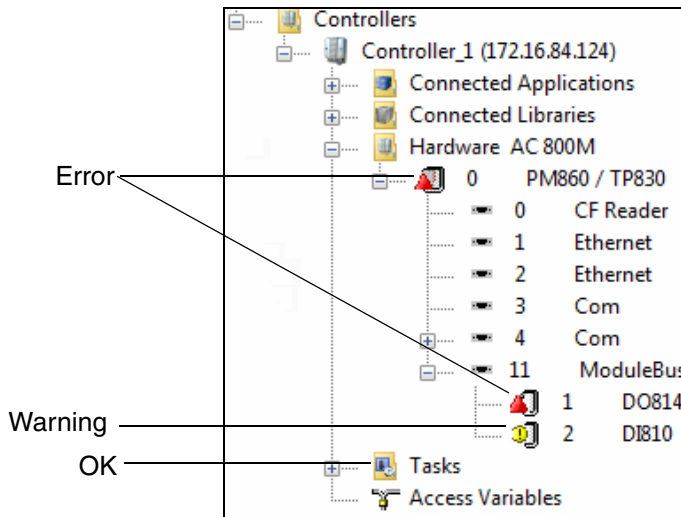 Controllers
Controller_1 (172.16.84.124)
Connected Applications
Connected Libraries
Hardware AC 800M
Error
0 PM860 / TP830
0 CF Reader
1 Ethernet
2 Ethernet
3 Com
4 Com
11 ModuleBus
1 DO814
Warning
2 DI810
OK
Tasks
Access Variables